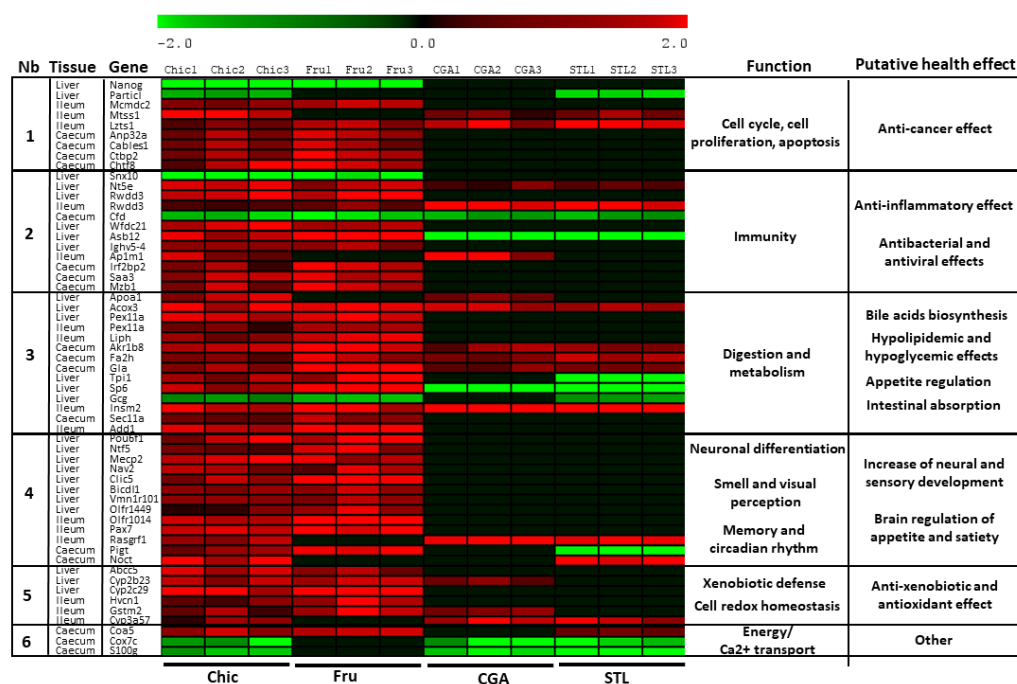 -2.0 0.0 2.0
Nb Tissue Gene Chic1 Chic2 Chic3 Fru1 Fru2 Fru3 CGA1 CGA2 CGA3 STL1 STL2 STL3 Function Putative health effect
1
Liver Nanog
Liver Particl
Ileum Mcmdc2
Ileum Mtss1
Ileum Lzts1
Caecum Anp32a
Caecum Cables1
Caecum Ctbp2
Caecum Chtf8
Cell cycle, cell
proliferation, apoptosis
Anti-cancer effect
2
Liver Snx10
Liver Nt5e
Liver Rwdd3
Ileum Rwdd3
Caecum Cfd
Liver Wfdc21
Liver Asb12
Liver Ighv5-4
Ileum Ap1m1
Caecum Irf2bp2
Caecum Saa3
Caecum Mzb1
Immunity
Anti-inflammatory effect
Antibacterial and
antiviral effects
3
Liver Apoa1
Liver Acox3
Liver Pex11a
Ileum Pex11a
Ileum Liph
Caecum Akr1b8
Caecum Fa2h
Caecum Gla
Liver Tpi1
Liver Sp6
Liver Gcg
Ileum Insm2
Caecum Sec11a
Ileum Add1
Digestion and
metabolism
Bile acids biosynthesis
Hypolipidemic and
hypoglycemic effects
Appetite regulation
Intestinal absorption
4
Liver Pou6f1
Liver Ntf5
Liver Mecp2
Liver Nav2
Liver Clic5
Liver Bicdl1
Liver Vmn1r101
Liver Olfr1449
Ileum Olfr1014
Ileum Pax7
Ileum Rasgrf1
Caecum Pigt
Caecum Noct
Neuronal differentiation
Smell and visual
perception
Memory and
circadian rhythm
Increase of neural and
sensory development
Brain regulation of
appetite and satiety
5
Liver Abcc5
Liver Cyp2b23
Liver Cyp2c29
Ileum Hvcn1
Ileum Gstm2
Ileum Cyp3a57
Xenobiotic defense
Cell redox homeostasis
Anti-xenobiotic and
antioxidant effect
6
Caecum Coa5
Caecum Cox7c
Caecum S100g
Energy/
Ca2+ transport
Other
Chic Fru CGA STL